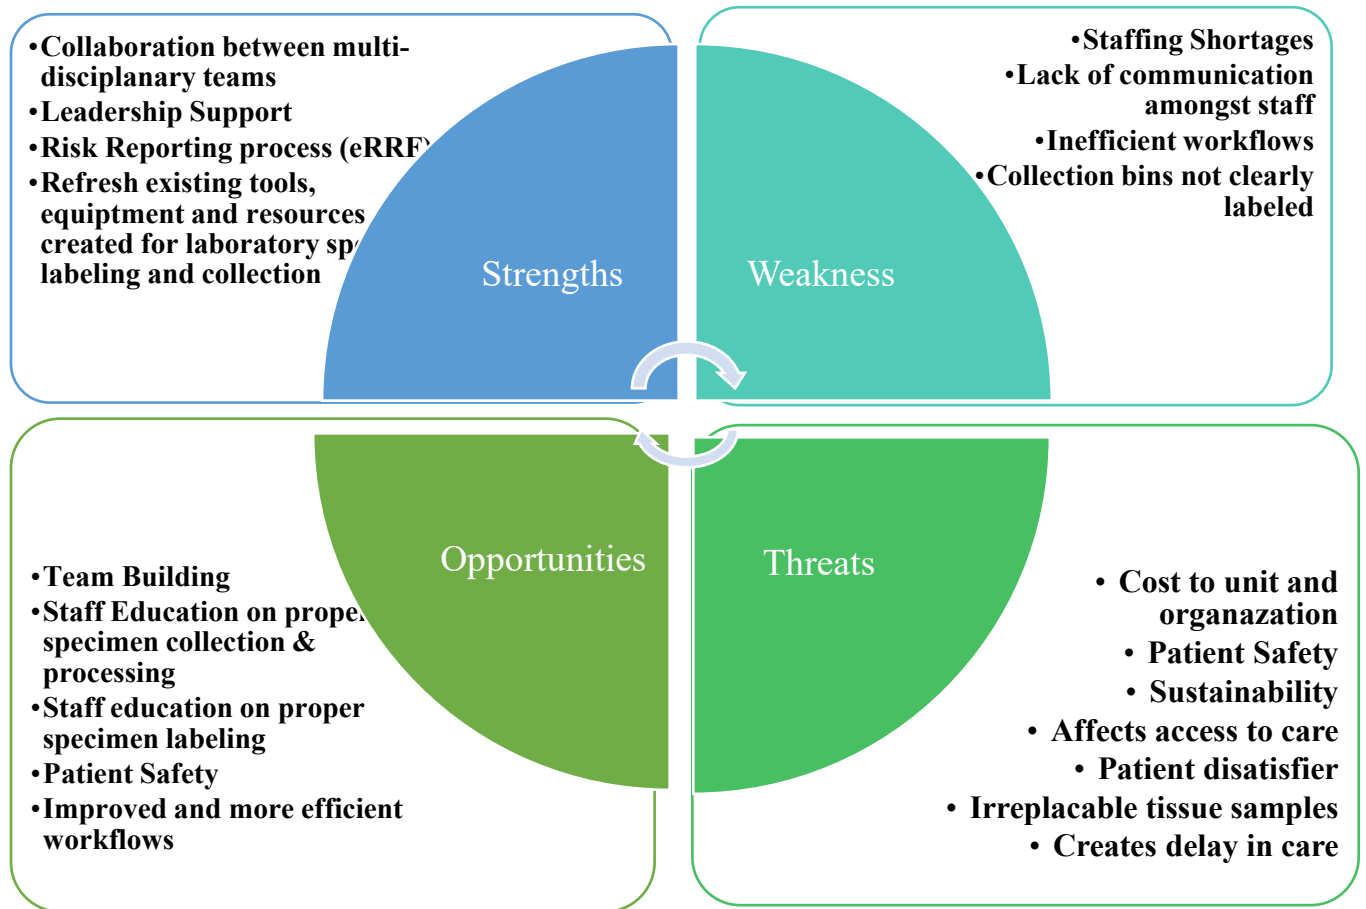 •Collaboration between multi-
disciplanary teams
•Leadership Support
•Risk Reporting process (eRRF)
•Refresh existing tools,
equiptment and resources
created for laboratory
labeling and collection
Strengths
•Staffing Shortages
•Lack of communication
amongst staff
•Inefficient workflows
•Collection bins not clearly
labeled
Weakness
•Team Building
•Staff Education on proper
specimen collection &
processing
•Staff education on proper
specimen labeling
•Patient Safety
•Improved and more efficient
workflows
Opportunities
Threats
• Cost to unit and
organazation
• Patient Safety
• Sustainability
• Affects access to care
• Patient disatisfier
• Irreplacable tissue samples
• Creates delay in care